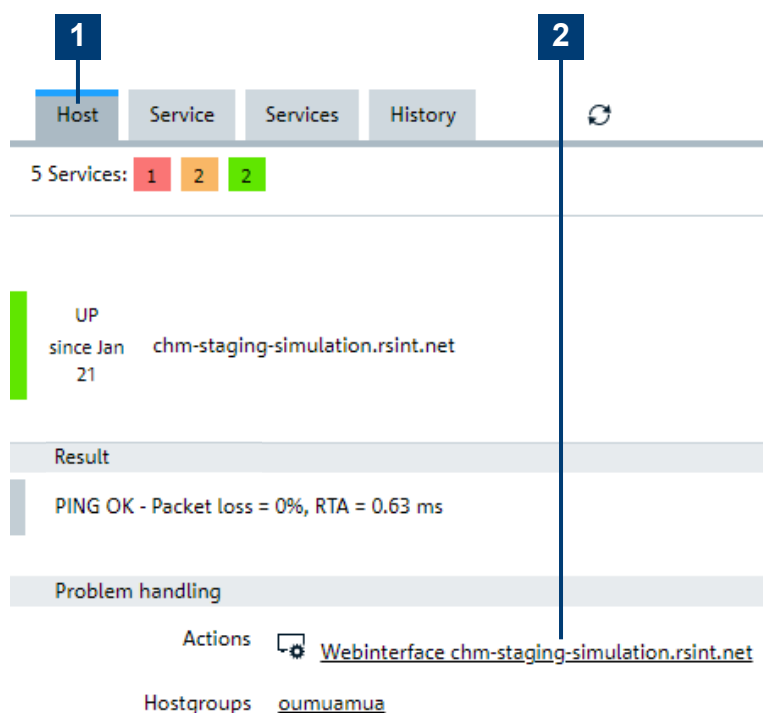 1 2
Host Service Services History
5 Services: 1 2 2
UP
since Jan
21
chm-staging-simulation.rsint.net
Result
PING OK - Packet loss = 0%, RTA = 0.63 ms
Problem handling
Actions Webinterface chm-staging-simulation.rsint.net
Hostgroups oumuamua